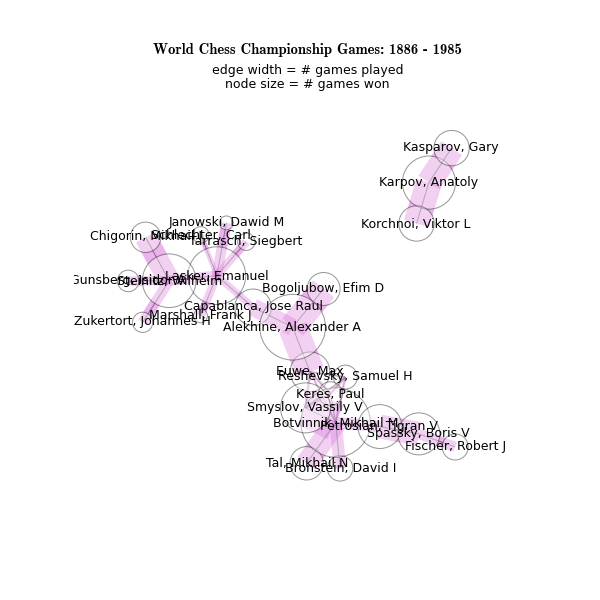 World Chess Championship Games: 1886 - 1985
edge width = # games played
node size = # games won
Kasparov, Gary
Karpov, Anatoly
Korchnoi, Viktor L
Janowski, Dawid M
Chigorin, Mikhail I
Schlechter, Carl
Tarrasch, Siegbert
Lasker, Emanuel
Gunsberg, Isidor
Steinitz, Wilhelm
Bogoljubow, Efim D
Capablanca, Jose Raul
Marshall, Frank J
Zukertort, Johannes H
Alekhine, Alexander A
Euwe, Max
Reshevsky, Samuel H
Keres, Paul
Smyslov, Vassily V
Botvinnik, Mikhail M
Petrosian, Tigran V
Spassky, Boris V
Fischer, Robert J
Tal, Mikhail N
Bronstein, David I